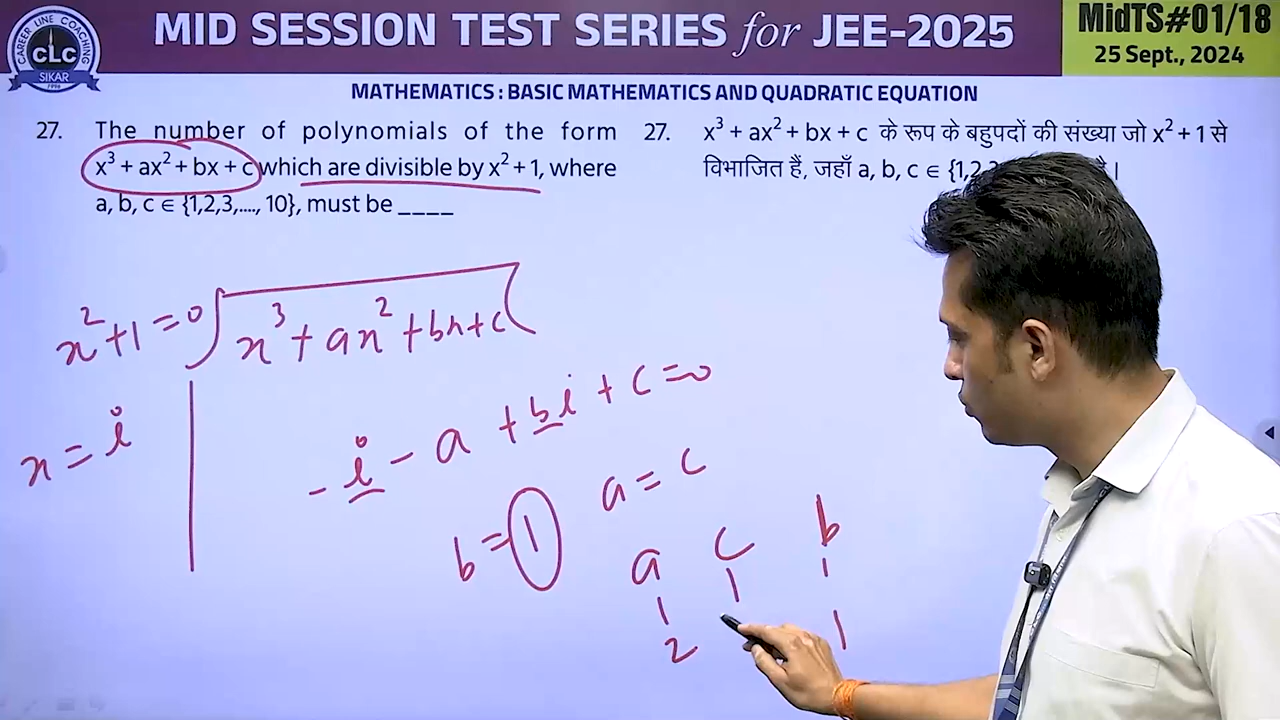 CAREER LINE COACHING
CLC
SIKAR
1996
MID SESSION TEST SERIES for JEE-2025
MidTS#01/18
25 Sept., 2024
MATHEMATICS : BASIC MATHEMATICS AND QUADRATIC EQUATION
27. The number of polynomials of the form
x³ + ax² + bx + c which are divisible by x² + 1, where
a, b, c ∈ {1,2,3,...., 10}, must be ____
27. x³ + ax² + bx + c के रूप के बहुपदों की संख्या जो x² + 1 से
विभाजित हैं, जहाँ a, b, c ∈ {1,2
है।
x² + 1 = 0
x³ + ax² + bx + c
x = i
- i - a + bi + c = 0
a = c
b = 1
a c b
1 1 1
2 1